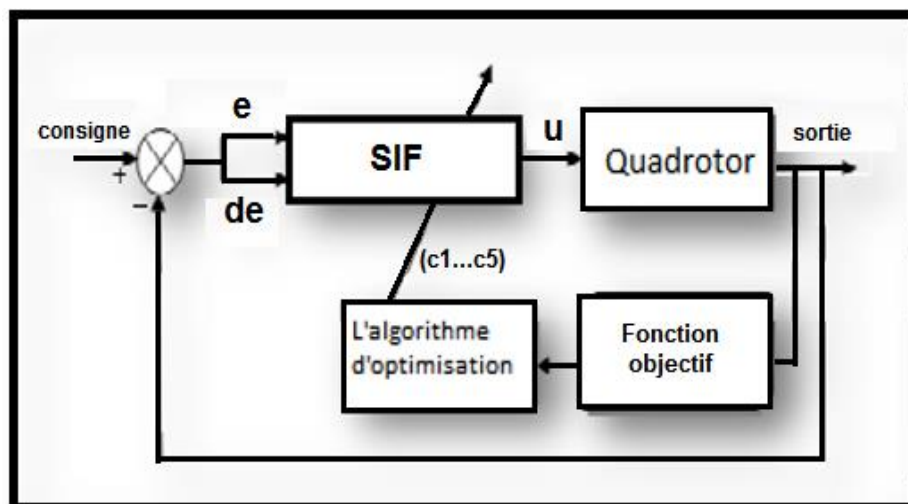 consigne
+
−
e
de
SIF
u
Quadrotor
sortie
(c1...c5)
L'algorithme
d'optimisation
Fonction
objectif